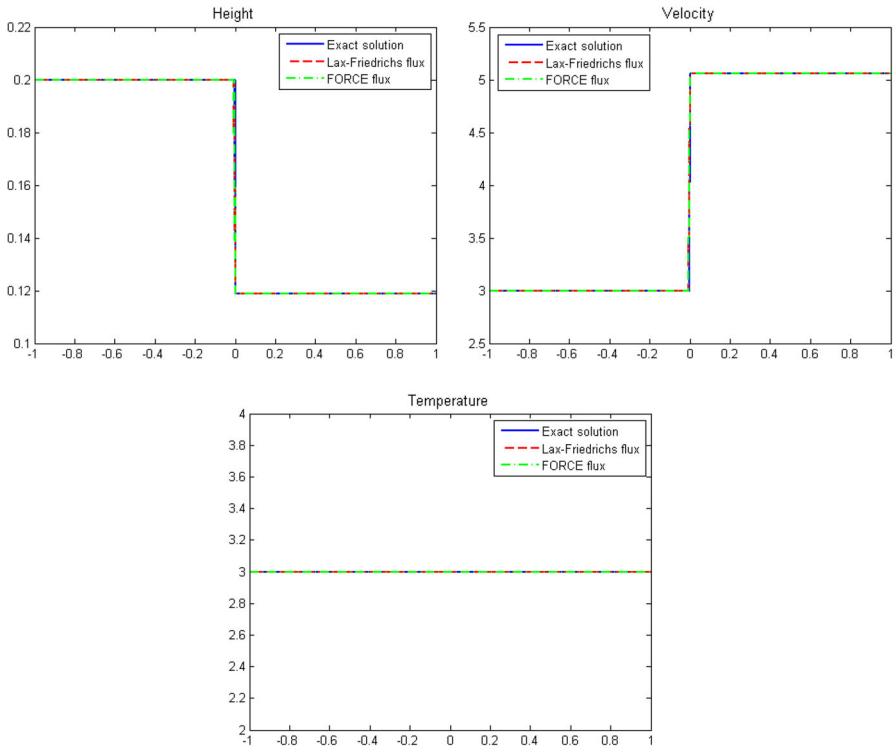 Height
0.22
0.2
0.18
0.16
0.14
0.12
0.1
-1 -0.8 -0.6 -0.4 -0.2 0 0.2 0.4 0.6 0.8 1
Exact solution
Lax-Friedrichs flux
FORCE flux
Velocity
5.5
5
4.5
4
3.5
3
2.5
-1 -0.8 -0.6 -0.4 -0.2 0 0.2 0.4 0.6 0.8 1
Exact solution
Lax-Friedrichs flux
FORCE flux
Temperature
4
3.8
3.6
3.4
3.2
3
2.8
2.6
2.4
2.2
2
-1 -0.8 -0.6 -0.4 -0.2 0 0.2 0.4 0.6 0.8 1
Exact solution
Lax-Friedrichs flux
FORCE flux